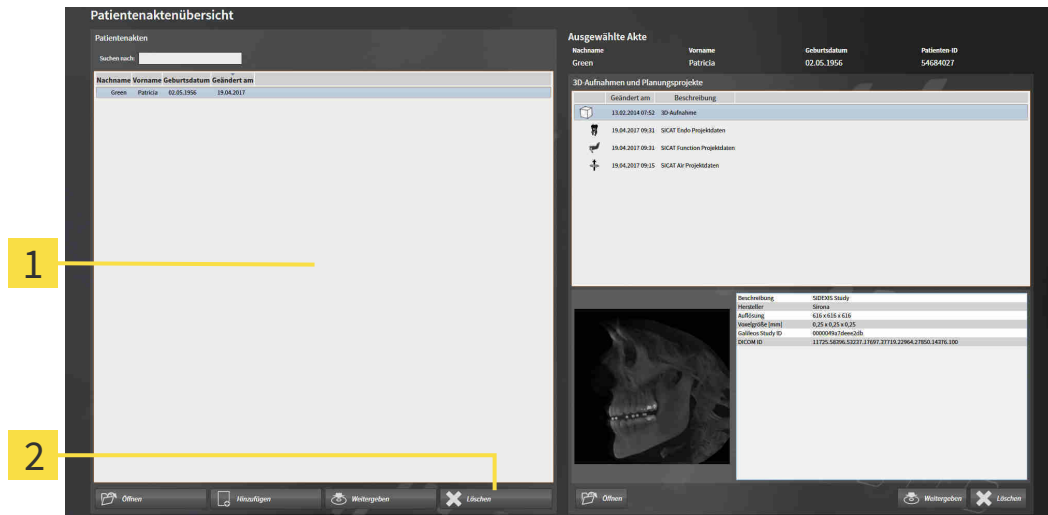 Patientenaktenübersicht
Patientenakten
Suchen nach:
Nachname Vorname Geburtsdatum Geändert am
Green Patricia 02.05.1956 19.04.2017
1
2
Öffnen Hinzufügen Weitergeben Löschen
Ausgewählte Akte
Nachname Vorname Geburtsdatum Patienten-ID
Green Patricia 02.05.1956 54684027
3D-Aufnahmen und Planungsprojekte
Geändert am Beschreibung
13.02.2014 07:52 3D-Aufnahme
19.04.2017 09:31 SICAT Endo Projektdaten
19.04.2017 09:31 SICAT Function Projektdaten
19.04.2017 09:15 SICAT Air Projektdaten
Beschreibung SIDEXIS Study
Hersteller Sirona
Auflösung 616 x 616 x 616
Voxelgröße [mm] 0,25 x 0,25 x 0,25
Galileos Study ID 0000049a7deee2db
DICOM ID 11725.58396.53237.17697.37719.22964.27850.14376.100
Öffnen Weitergeben Löschen